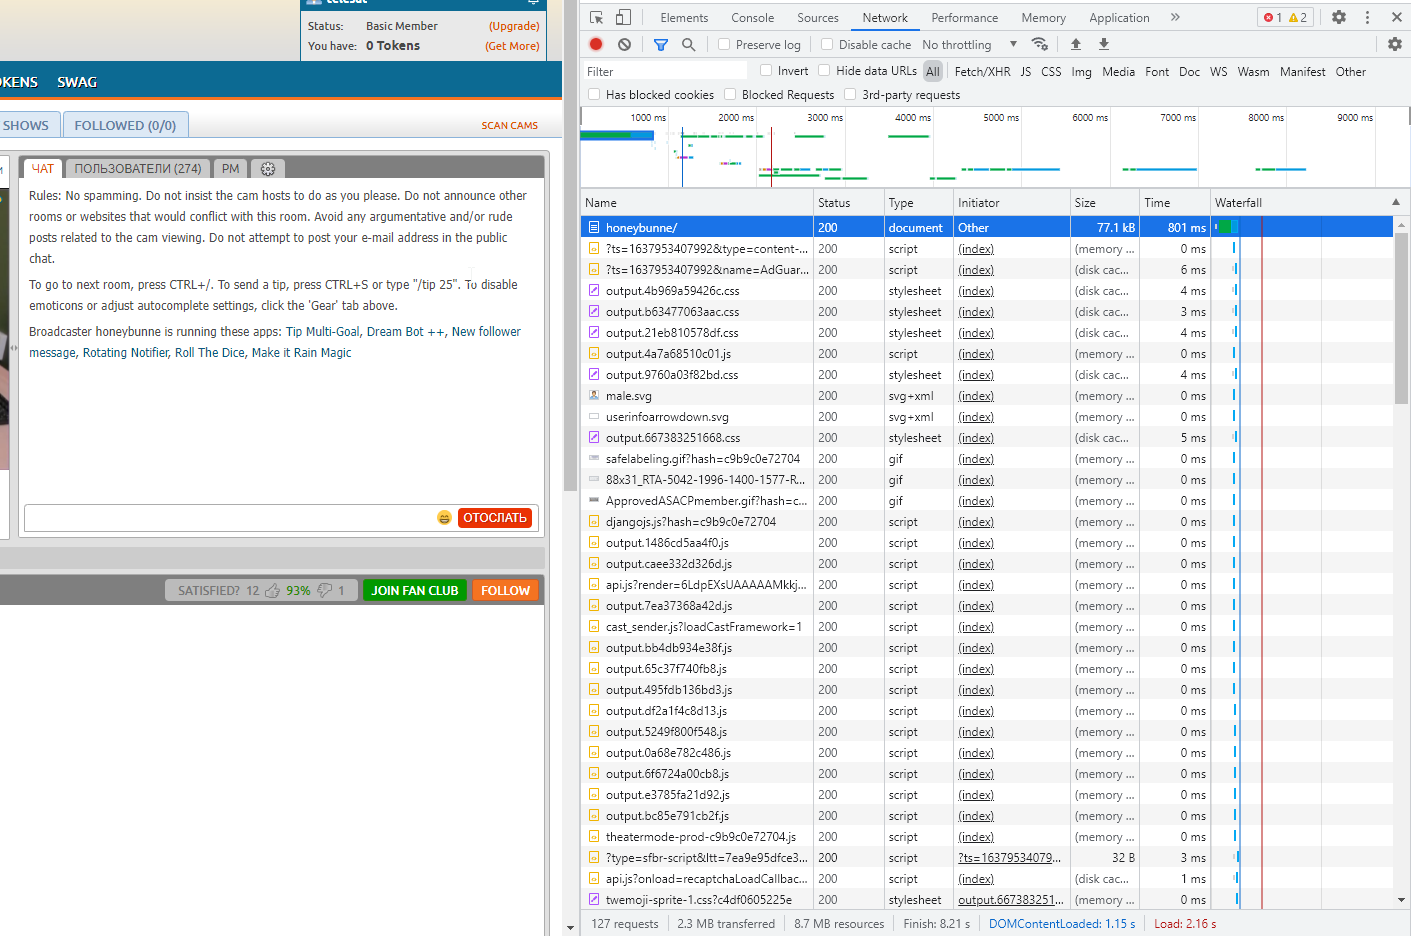 Status: Basic Member (Upgrade)
You have: 0 Tokens (Get More)
SWAG
SHOWS FOLLOWED (0/0) SCAN CAMS
ЧАТ ПОЛЬЗОВАТЕЛИ (274) PM
Rules: No spamming. Do not insist the cam hosts to do as you please. Do not announce other
rooms or websites that would conflict with this room. Avoid any argumentative and/or rude
posts related to the cam viewing. Do not attempt to post your e-mail address in the public
chat.
To go to next room, press CTRL+/. To send a tip, press CTRL+S or type "/tip 25". To disable
emoticons or adjust autocomplete settings, click the 'Gear' tab above.
Broadcaster honeybunne is running these apps: Tip Multi-Goal, Dream Bot ++, New follower
message, Rotating Notifier, Roll The Dice, Make it Rain Magic
ОТОСЛАТЬ
SATISFIED? 12 93% 1 JOIN FAN CLUB FOLLOW
Elements Console Sources Network Performance Memory Application » 1 2
Preserve log Disable cache No throttling
Filter Invert Hide data URLs All Fetch/XHR JS CSS Img Media Font Doc WS Wasm Manifest Other
Has blocked cookies Blocked Requests 3rd-party requests
1000 ms 2000 ms 3000 ms 4000 ms 5000 ms 6000 ms 7000 ms 8000 ms 9000 ms
Name Status Type Initiator Size Time Waterfall
honeybunne/ 200 document Other 77.1 kB 801 ms
?ts=1637953407992&type=content-... 200 script (index) (memory ... 0 ms
?ts=1637953407992&name=AdGuar... 200 script (index) (disk cac... 6 ms
output.4b969a59426c.css 200 stylesheet (index) (disk cac... 4 ms
output.b63477063aac.css 200 stylesheet (index) (disk cac... 3 ms
output.21eb810578df.css 200 stylesheet (index) (disk cac... 4 ms
output.4a7a68510c01.js 200 script (index) (memory ... 0 ms
output.9760a03f82bd.css 200 stylesheet (index) (disk cac... 4 ms
male.svg 200 svg+xml (index) (memory ... 0 ms
userinfoarrowdown.svg 200 svg+xml (index) (memory ... 0 ms
output.667383251668.css 200 stylesheet (index) (disk cac... 5 ms
safelabeling.gif?hash=c9b9c0e72704 200 gif (index) (memory ... 0 ms
88x31_RTA-5042-1996-1400-1577-R... 200 gif (index) (memory ... 0 ms
ApprovedASACPmember.gif?hash=c... 200 gif (index) (memory ... 0 ms
djangojs.js?hash=c9b9c0e72704 200 script (index) (memory ... 0 ms
output.1486cd5aa4f0.js 200 script (index) (memory ... 0 ms
output.caee332d326d.js 200 script (index) (memory ... 0 ms
api.js?render=6LdpEXsUAAAAAMkkj... 200 script (index) (memory ... 0 ms
output.7ea37368a42d.js 200 script (index) (memory ... 0 ms
cast_sender.js?loadCastFramework=1 200 script (index) (memory ... 0 ms
output.bb4db934e38f.js 200 script (index) (memory ... 0 ms
output.65c37f740fb8.js 200 script (index) (memory ... 0 ms
output.495fdb136bd3.js 200 script (index) (memory ... 0 ms
output.df2a1f4c8d13.js 200 script (index) (memory ... 0 ms
output.5249f800f548.js 200 script (index) (memory ... 0 ms
output.0a68e782c486.js 200 script (index) (memory ... 0 ms
output.6f6724a00cb8.js 200 script (index) (memory ... 0 ms
output.e3785fa21d92.js 200 script (index) (memory ... 0 ms
output.bc85e791cb2f.js 200 script (index) (memory ... 0 ms
theatermode-prod-c9b9c0e72704.js 200 script (index) (memory ... 0 ms
?type=sfbr-script&ltt=7ea9e95dfce3... 200 script ?ts=16379534079... 32 B 3 ms
api.js?onload=recaptchaLoadCallbac... 200 script (index) (disk cac... 1 ms
twemoji-sprite-1.css?c4df0605225e 200 stylesheet output.667383251... (memory ... 0 ms
127 requests 2.3 MB transferred 8.7 MB resources Finish: 8.21 s DOMContentLoaded: 1.15 s Load: 2.16 s